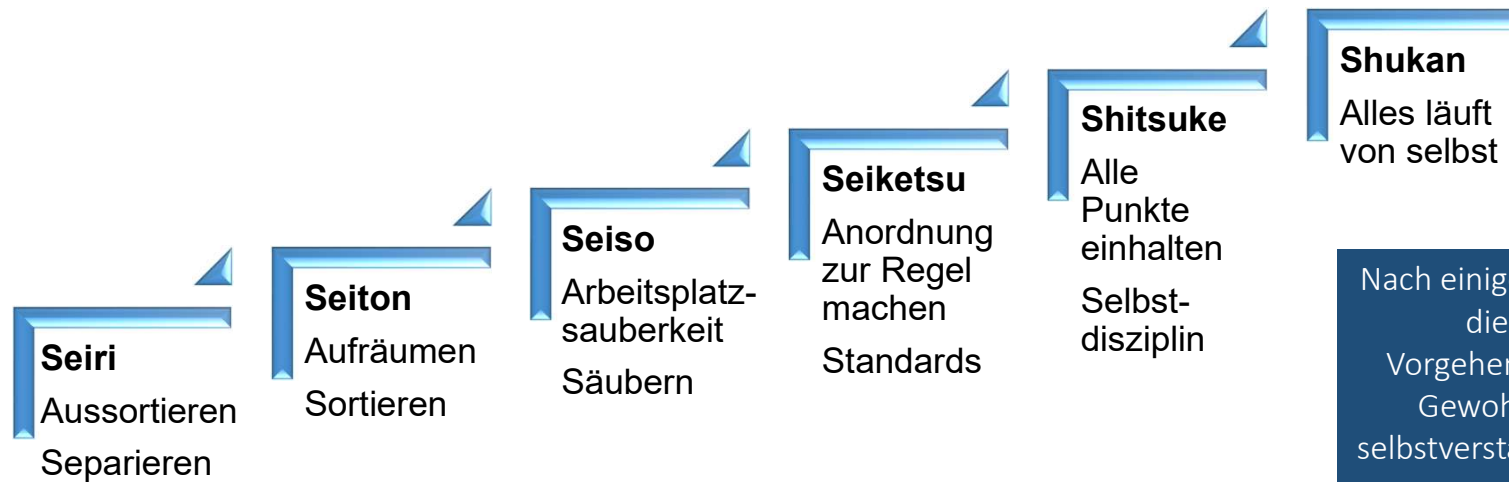 Seiri
Aussortieren
Separieren
Seiton
Aufräumen
Sortieren
Seiso
Arbeitsplatz-
sauberkeit
Säubern
Seiketsu
Anordnung
zur Regel
machen
Standards
Shitsuke
Alle
Punkte
einhalten
Selbst-
disziplin
Shukan
Alles läuft
von selbst
Nach